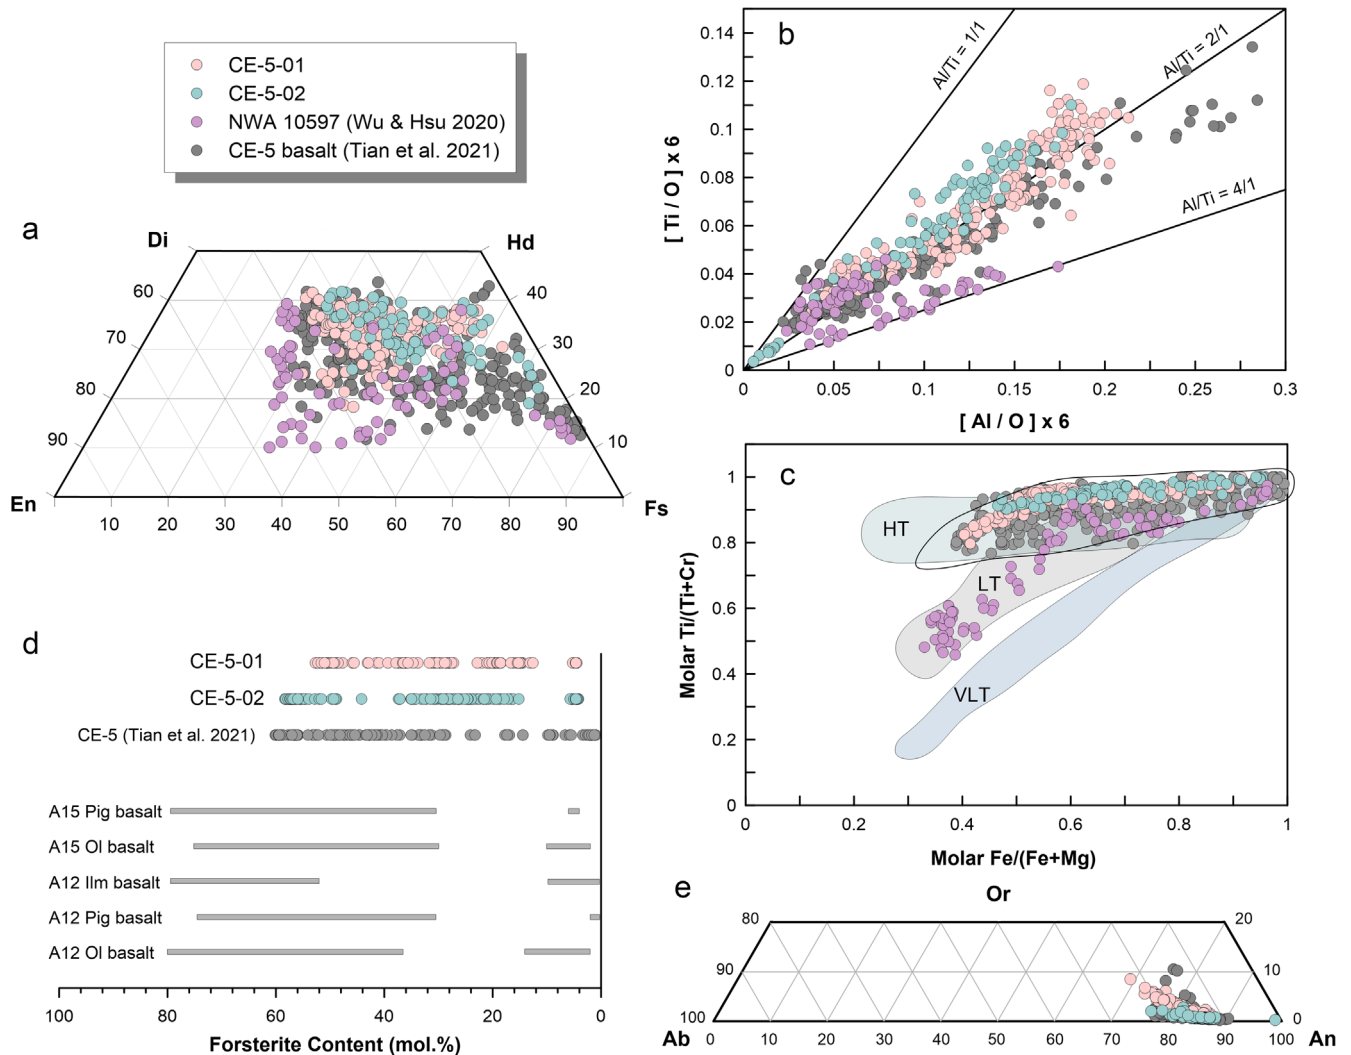 CE-5-01
CE-5-02
NWA 10597 (Wu & Hsu 2020)
CE-5 basalt (Tian et al. 2021)
a
Di
Hd
60
40
70
30
80
20
90
10
En
Fs
10 20 30 40 50 60 70 80 90
b
Al/Ti = 1/1
Al/Ti = 2/1
Al/Ti = 4/1
0.14
0.12
0.1
0.08
0.06
0.04
0.02
0
[ Ti / O ] x 6
0 0.05 0.1 0.15 0.2 0.25 0.3
[ Al / O ] x 6
c
HT
LT
VLT
1
0.8
0.6
0.4
0.2
0
Molar Ti/(Ti+Cr)
0 0.2 0.4 0.6 0.8 1
Molar Fe/(Fe+Mg)
d
CE-5-01
CE-5-02
CE-5 (Tian et al. 2021)
A15 Pig basalt
A15 Ol basalt
A12 Ilm basalt
A12 Pig basalt
A12 Ol basalt
100 80 60 40 20 0
Forsterite Content (mol.%)
e
Or
80
20
90
10
100
0
Ab
An
0 10 20 30 40 50 60 70 80 90 100